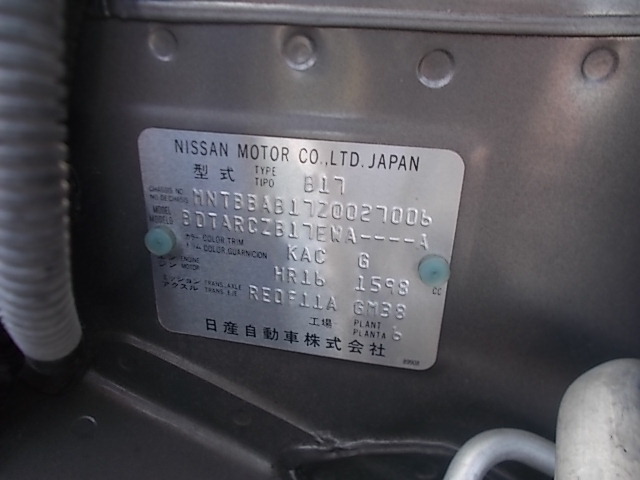 NISSAN MOTOR CO.,LTD. JAPAN
型式 TYPE TIPO B17
CHASSIS NO. NO. DE CHASIS MNTBBAB17Z0027006
MODEL MODELO BDTARCZB17EWA----A
カラー COLOR, TRIM COLOR, GUARNICION KAC G
エンジン ENGINE MOTOR HR16 1598 CC
ミッション アクスル TRANS. AXLE TRANS. EJE RE0F11A GM38
工場 PLANT PLANTA 6
日産自動車株式会社